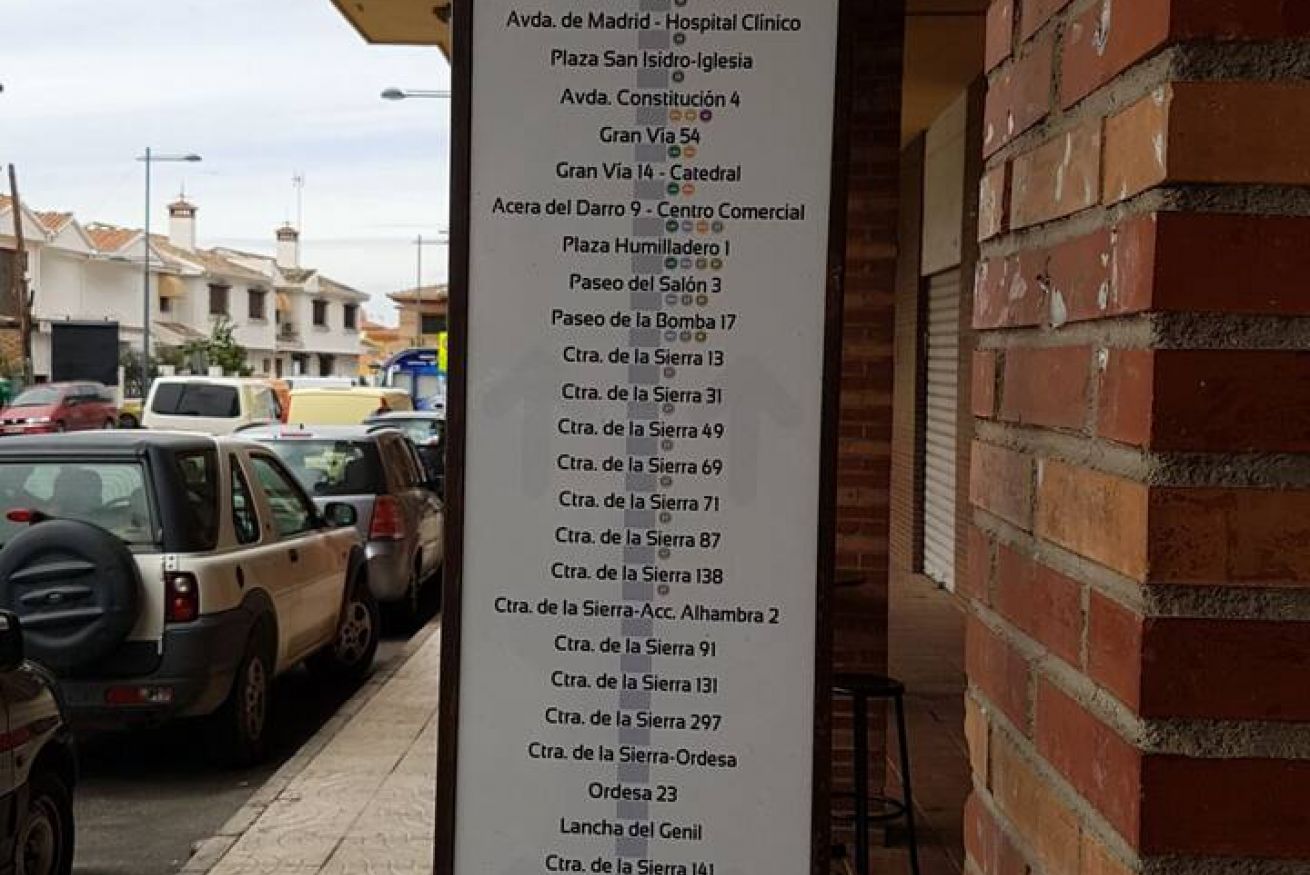 Avda. de Madrid - Hospital Clínico
Plaza San Isidro-Iglesia
Avda. Constitución 4
Gran Vía 54
Gran Vía 14 - Catedral
Acera del Darro 9 - Centro Comercial
Plaza Humilladero 1
Paseo del Salón 3
Paseo de la Bomba 17
Ctra. de la Sierra 13
Ctra. de la Sierra 31
Ctra. de la Sierra 49
Ctra. de la Sierra 69
Ctra. de la Sierra 71
Ctra. de la Sierra 87
Ctra. de la Sierra 138
Ctra. de la Sierra-Acc. Alhambra 2
Ctra. de la Sierra 91
Ctra. de la Sierra 131
Ctra. de la Sierra 297
Ctra. de la Sierra-Ordesa
Ordesa 23
Lancha del Genil
Ctra. de la Sierra 141